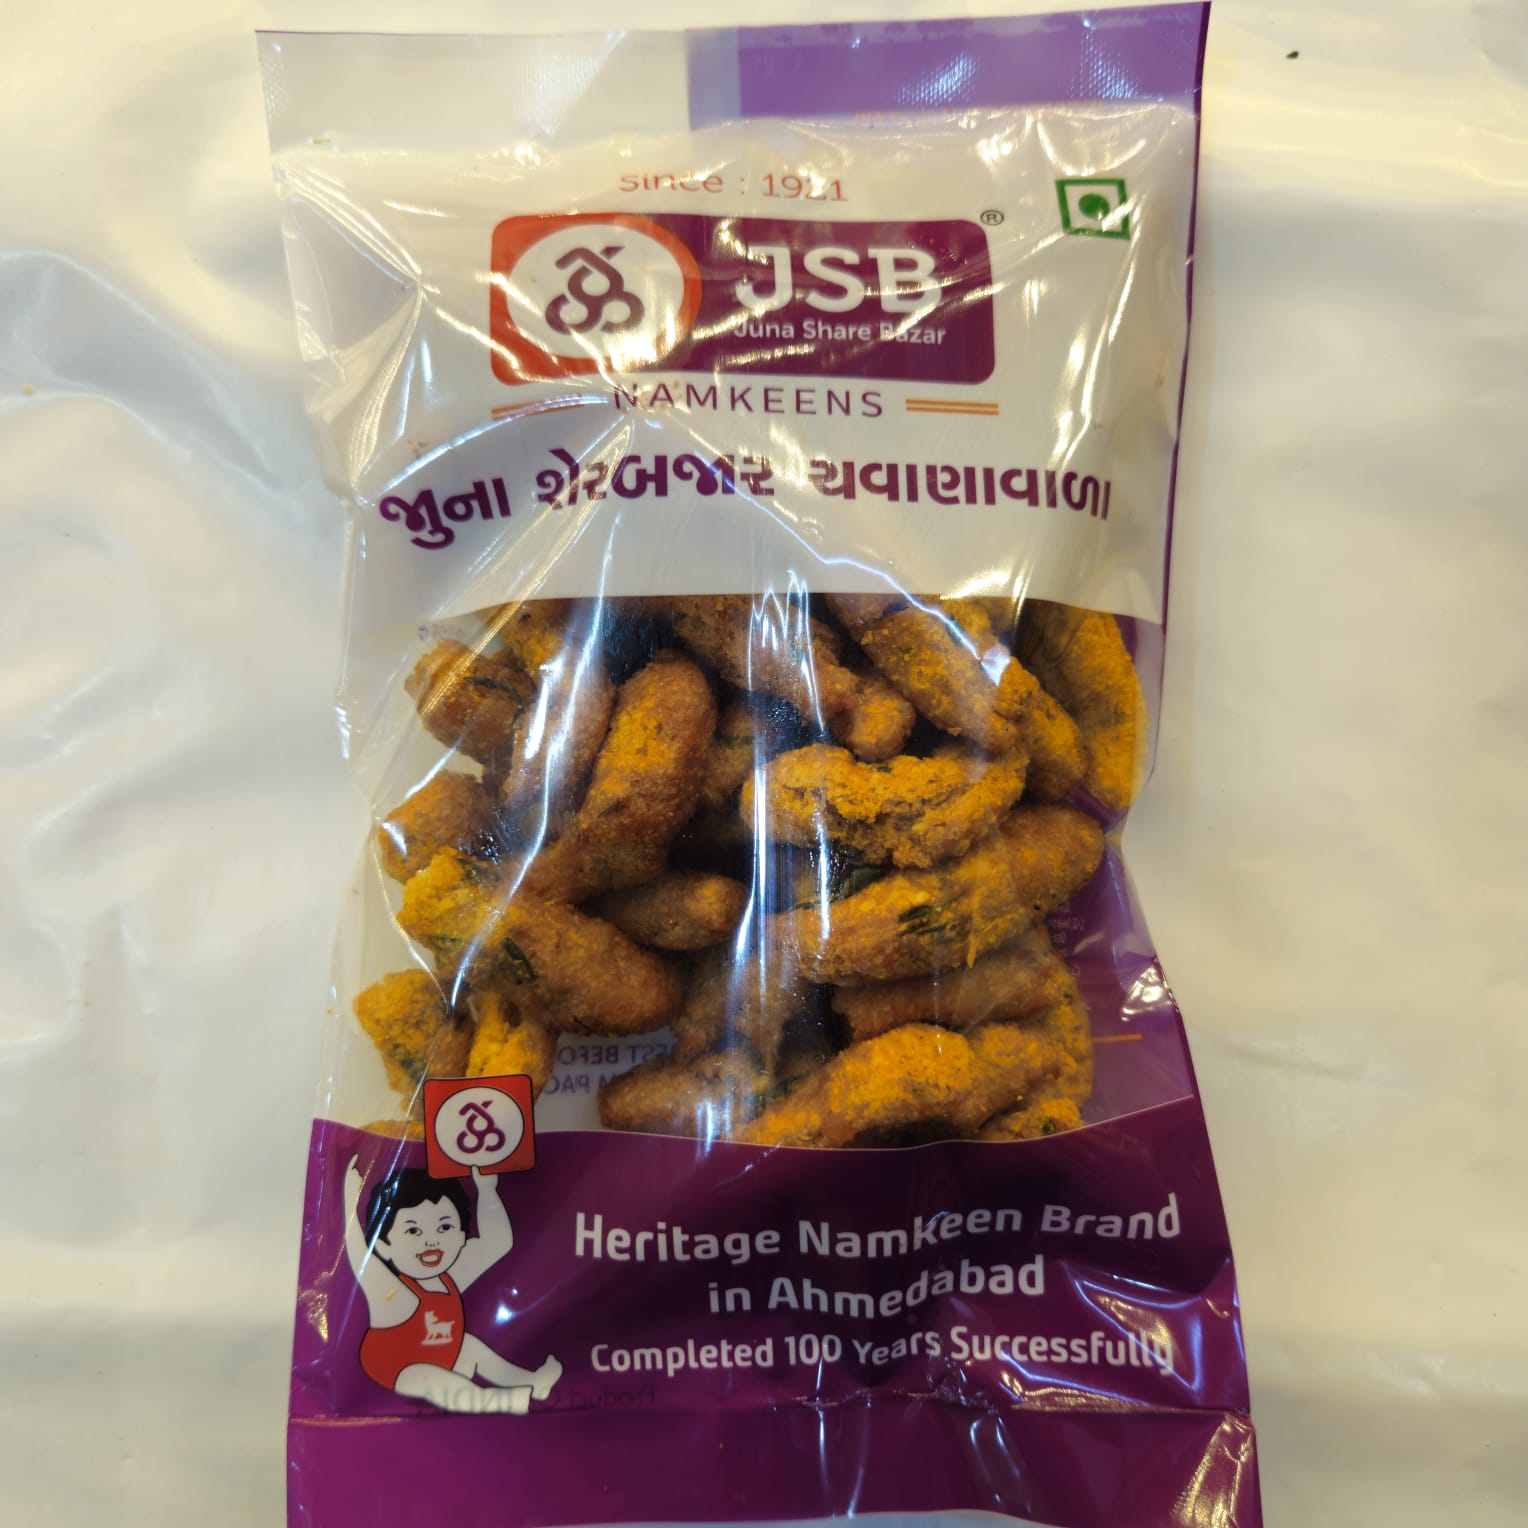 since : 1921
JSB ®
Juna Share Bazar
NAMKEENS
જુના શેરબજાર ચવાણાવાળા
Heritage Namkeen Brand
in Ahmedabad
Completed 100 Years Successfully